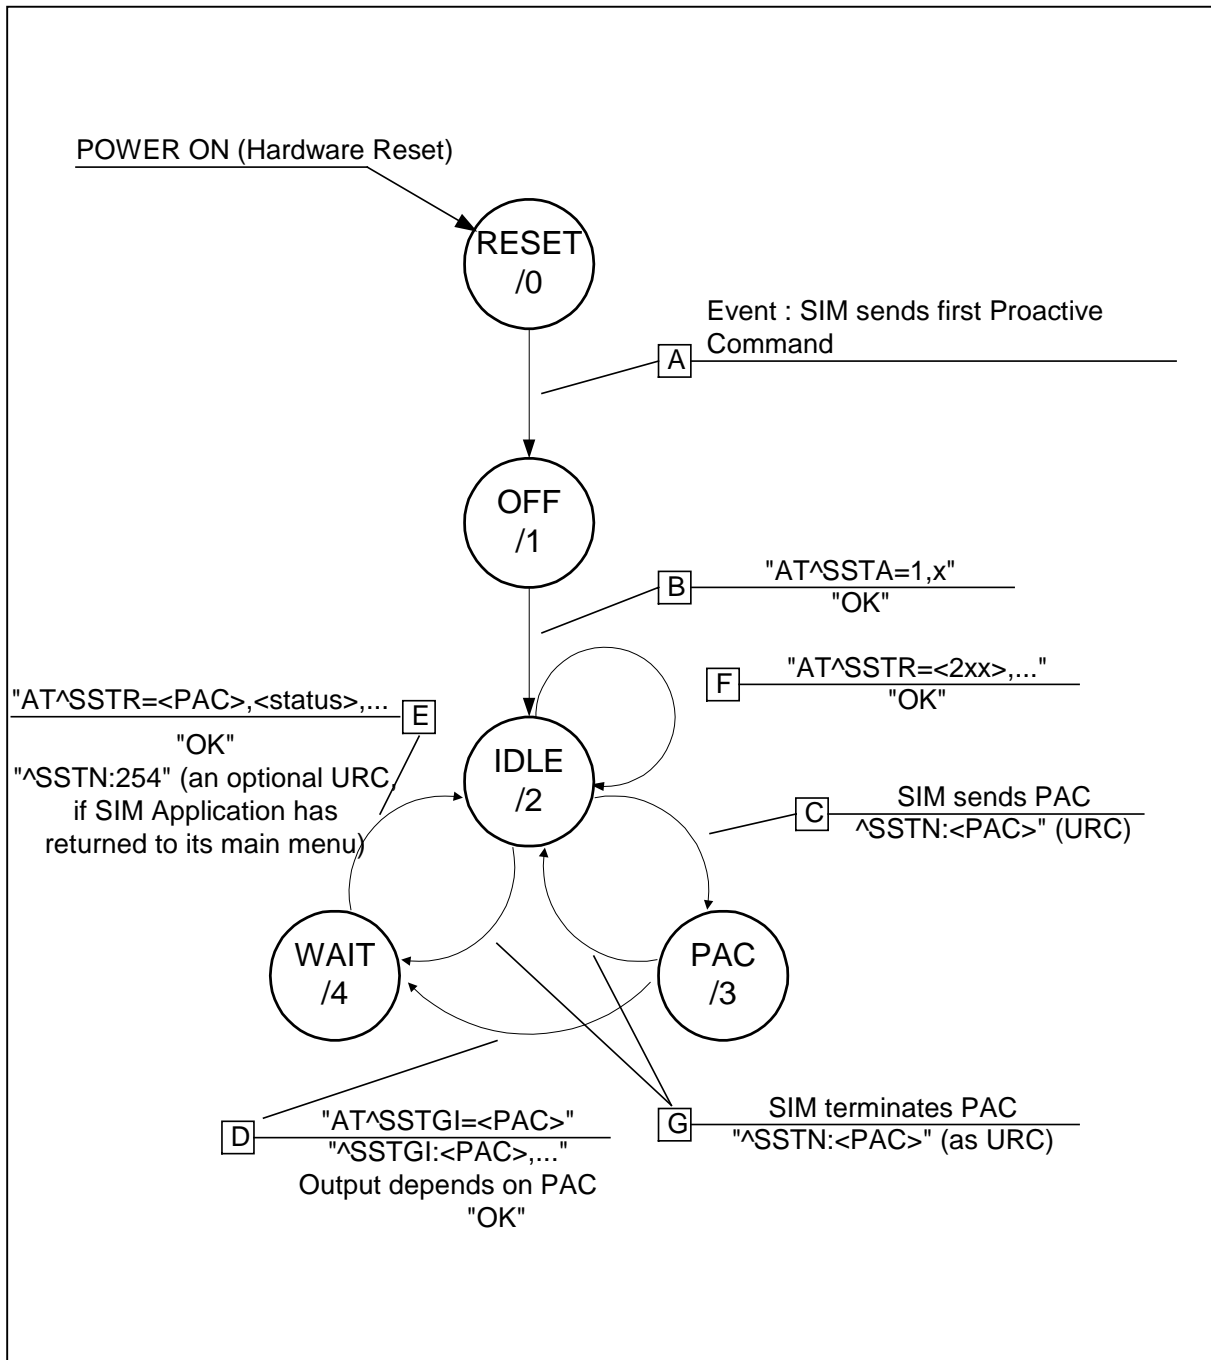 POWER ON (Hardware Reset)
RESET
/0
Event : SIM sends first Proactive
Command
A
OFF
/1
B
"AT^SSTA=1,x"
"OK"
F
"AT^SSTR=<2xx>,..."
"OK"
"AT^SSTR=<PAC>,<status>,...
E
"OK"
"^SSTN:254" (an optional URC,
if SIM Application has
returned to its main menu)
IDLE
/2
C
SIM sends PAC
^SSTN:<PAC>" (URC)
WAIT
/4
PAC
/3
D
"AT^SSTGI=<PAC>"
"^SSTGI:<PAC>,..."
Output depends on PAC
"OK"
G
SIM terminates PAC
"^SSTN:<PAC>" (as URC)